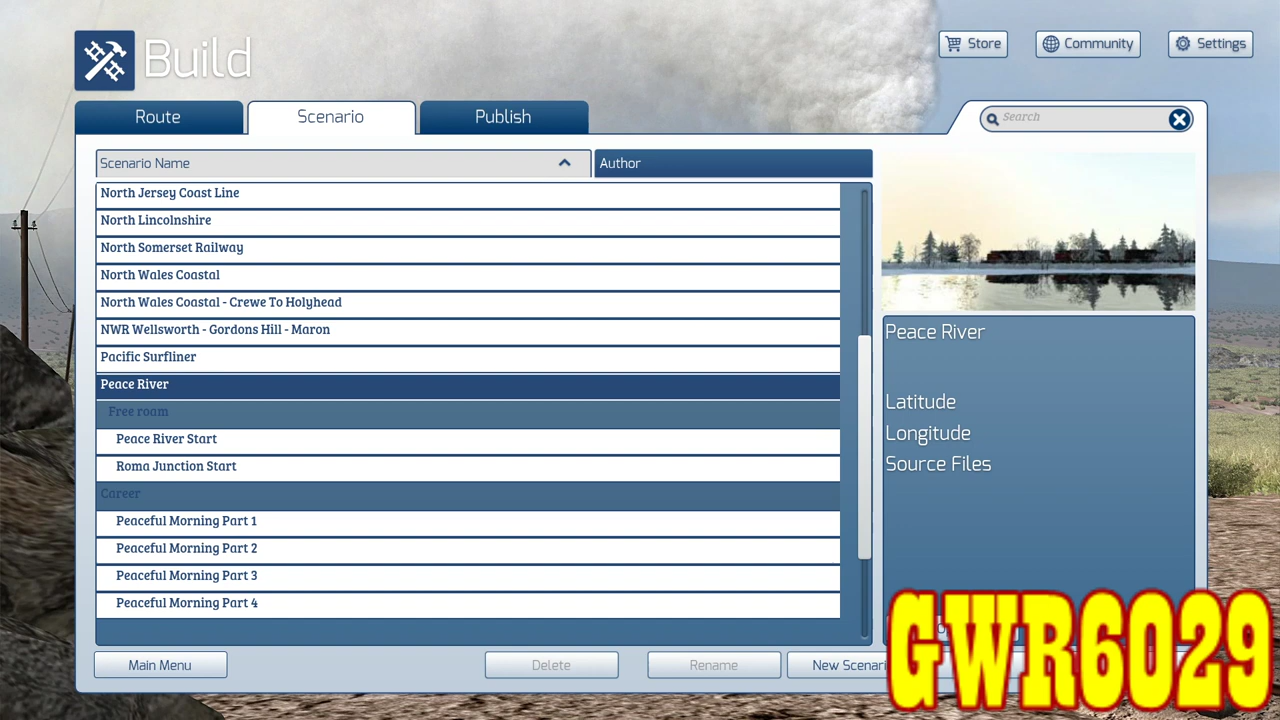 Build
Store
Community
Settings
Route
Scenario
Publish
Search
Scenario Name
Author
North Jersey Coast Line
North Lincolnshire
North Somerset Railway
North Wales Coastal
North Wales Coastal - Crewe To Holyhead
NWR Wellsworth - Gordons Hill - Maron
Pacific Surfliner
Peace River
Free roam
Peace River Start
Roma Junction Start
Career
Peaceful Morning Part 1
Peaceful Morning Part 2
Peaceful Morning Part 3
Peaceful Morning Part 4
Peace River
Latitude
Longitude
Source Files
Main Menu
Delete
Rename
New Scenari
GWR6029